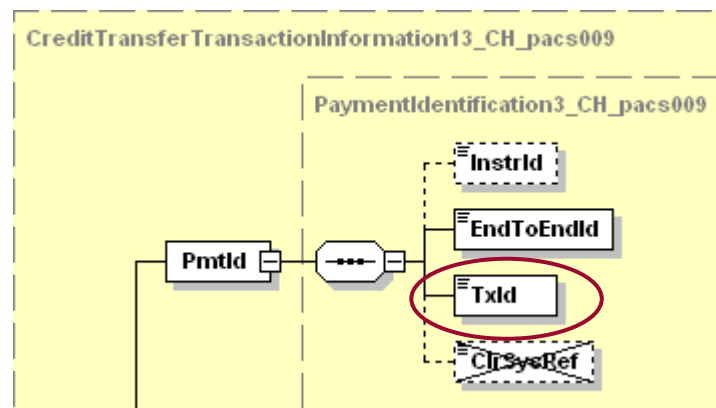 CreditTransferTransactionInformation13_CH_pacs009
PaymentIdentification3_CH_pacs009
InstrId
EndToEndId
PmtId
TxId
ClrSysRef